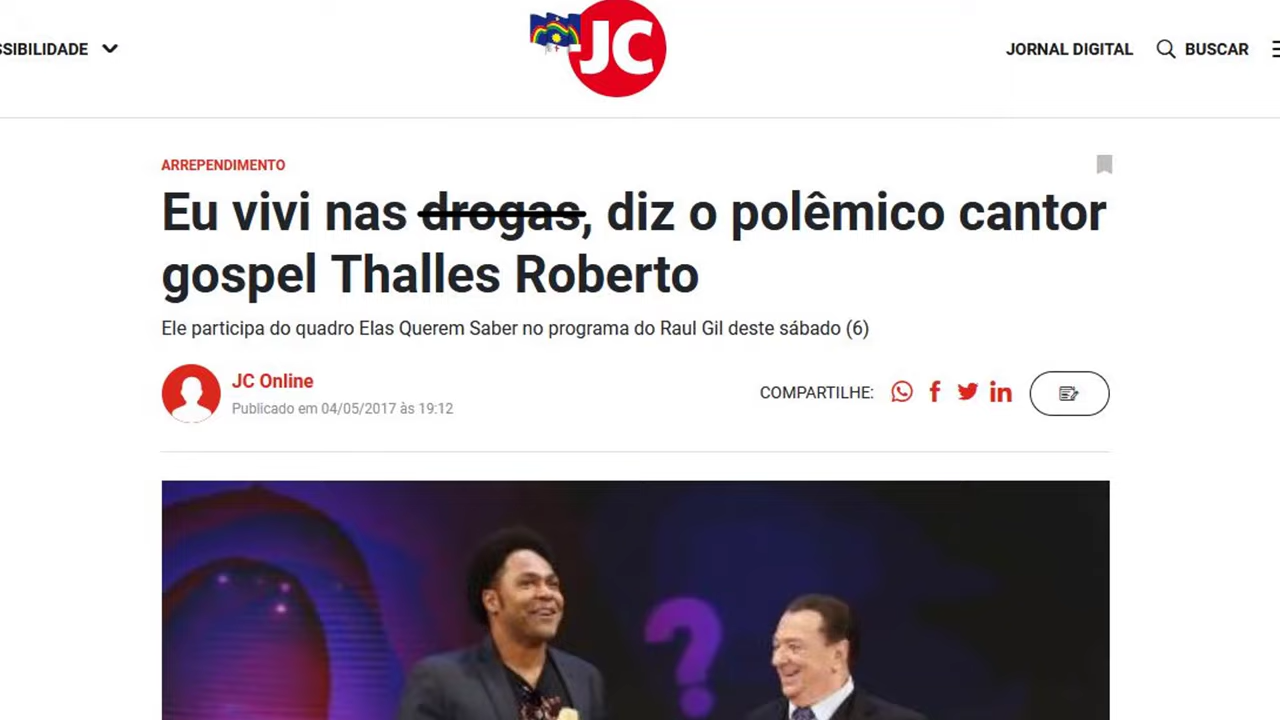 SSIBILIDADE
JC
JORNAL DIGITAL
BUSCAR
ARREPENDIMENTO
Eu vivi nas drogas, diz o polêmico cantor
gospel Thalles Roberto
Ele participa do quadro Elas Querem Saber no programa do Raul Gil deste sábado (6)
JC Online
Publicado em 04/05/2017 às 19:12
COMPARTILHE:
?